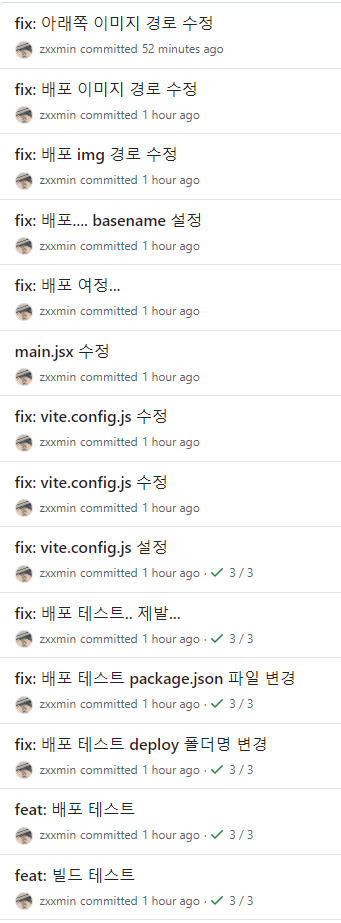 fix: 아래쪽 이미지 경로 수정
zxxmin committed 52 minutes ago
fix: 배포 이미지 경로 수정
zxxmin committed 1 hour ago
fix: 배포 img 경로 수정
zxxmin committed 1 hour ago
fix: 배포.... basename 설정
zxxmin committed 1 hour ago
fix: 배포 여정...
zxxmin committed 1 hour ago
main.jsx 수정
zxxmin committed 1 hour ago
fix: vite.config.js 수정
zxxmin committed 1 hour ago
fix: vite.config.js 수정
zxxmin committed 1 hour ago
fix: vite.config.js 설정
zxxmin committed 1 hour ago · ✓ 3 / 3
fix: 배포 테스트.. 제발...
zxxmin committed 1 hour ago · ✓ 3 / 3
fix: 배포 테스트 package.json 파일 변경
zxxmin committed 1 hour ago · ✓ 3 / 3
fix: 배포 테스트 deploy 폴더명 변경
zxxmin committed 1 hour ago · ✓ 3 / 3
feat: 배포 테스트
zxxmin committed 1 hour ago · ✓ 3 / 3
feat: 빌드 테스트
zxxmin committed 1 hour ago · ✓ 3 / 3